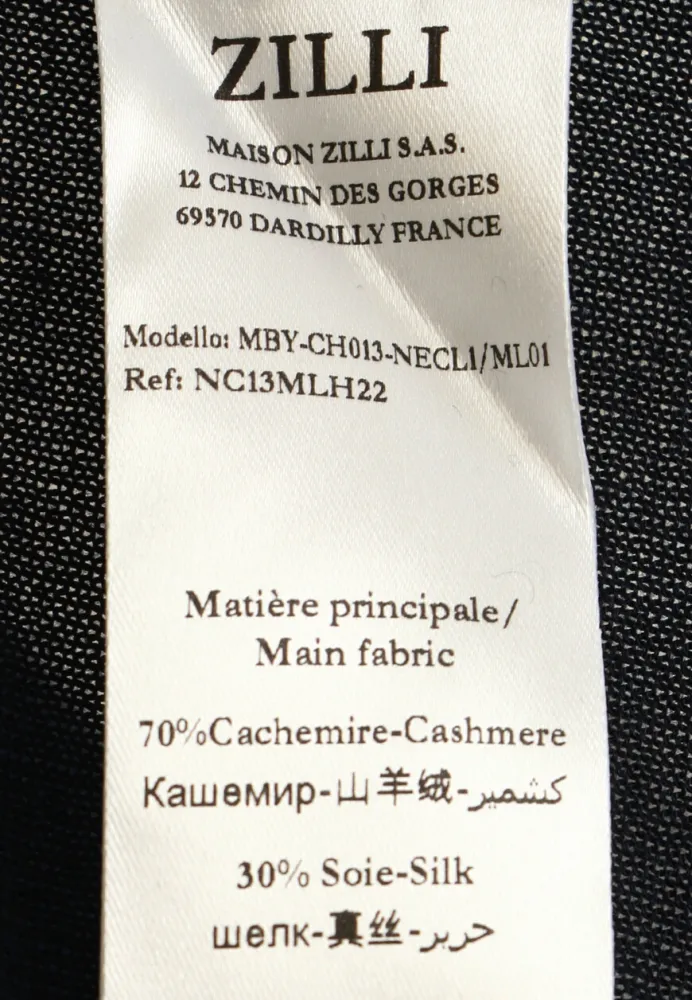 ZILLI
MAISON ZILLI S.A.S.
12 CHEMIN DES GORGES
69570 DARDILLY FRANCE
Modello: MBY-CH013-NECL1/ML01
Ref: NC13MLH22
Matière principale/
Main fabric
70%Cachemire-Cashmere
Кашемир-山羊绒-كشمير
30% Soie-Silk
шелк-真丝-حرير